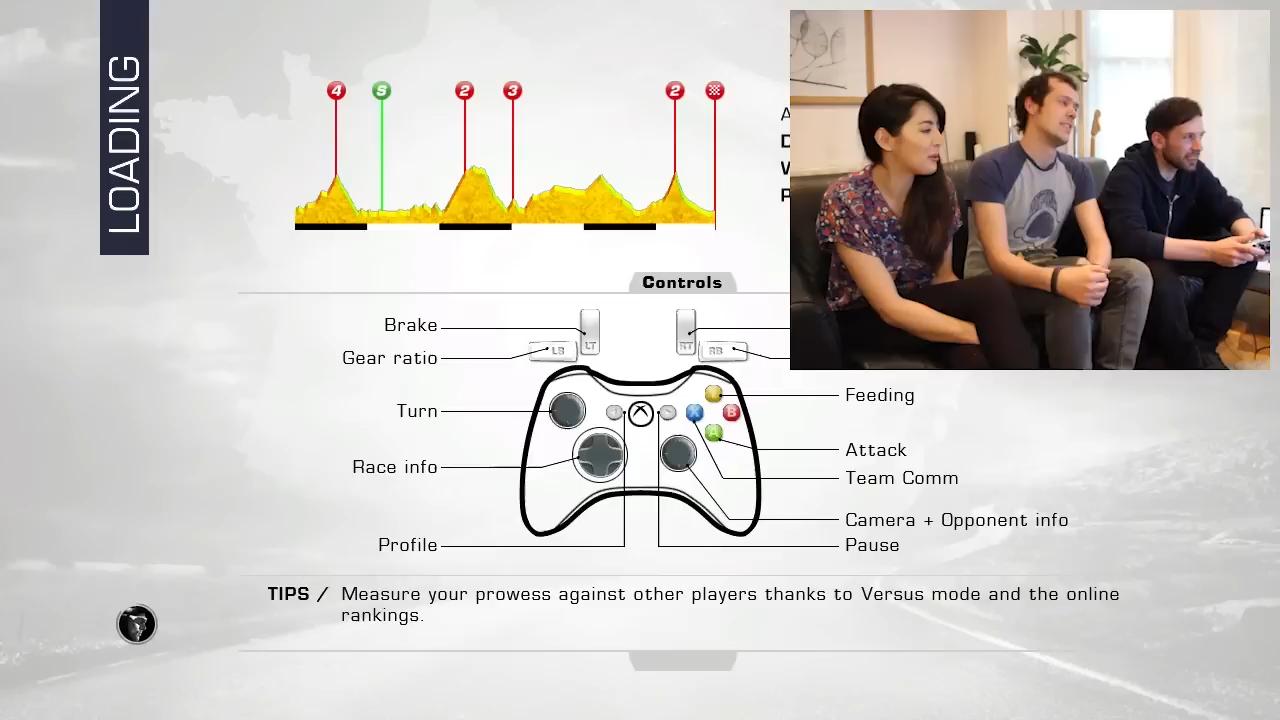 LOADING
4 S 2 3 2
A
D
W
P
Controls
Brake
LT
RT
Gear ratio
LB
RB
Turn
Y
X
B
A
Feeding
Attack
Race info
Team Comm
Camera + Opponent info
Profile
Pause
TIPS / Measure your prowess against other players thanks to Versus mode and the online
rankings.